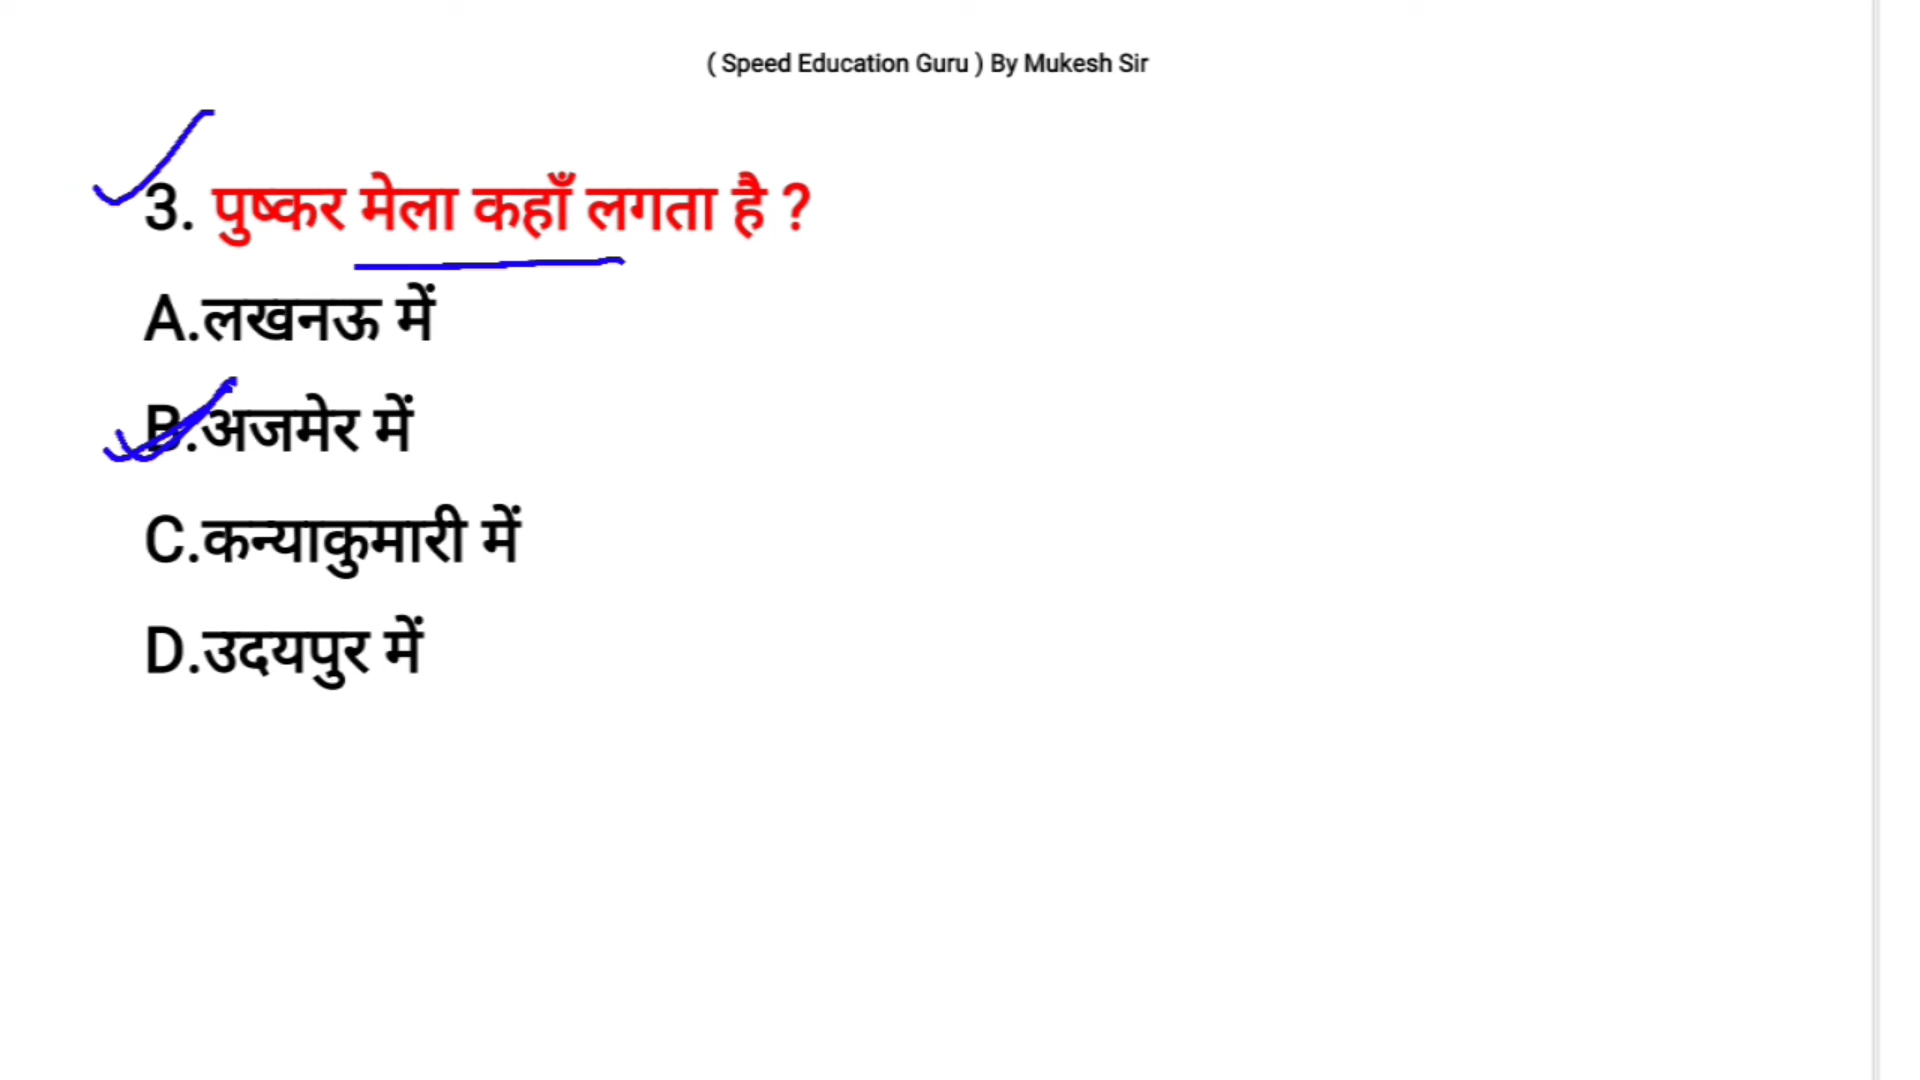 ( Speed Education Guru ) By Mukesh Sir
3. पुष्कर मेला कहाँ लगता है ?
A.लखनऊ में
B.अजमेर में
C.कन्याकुमारी में
D.उदयपुर में